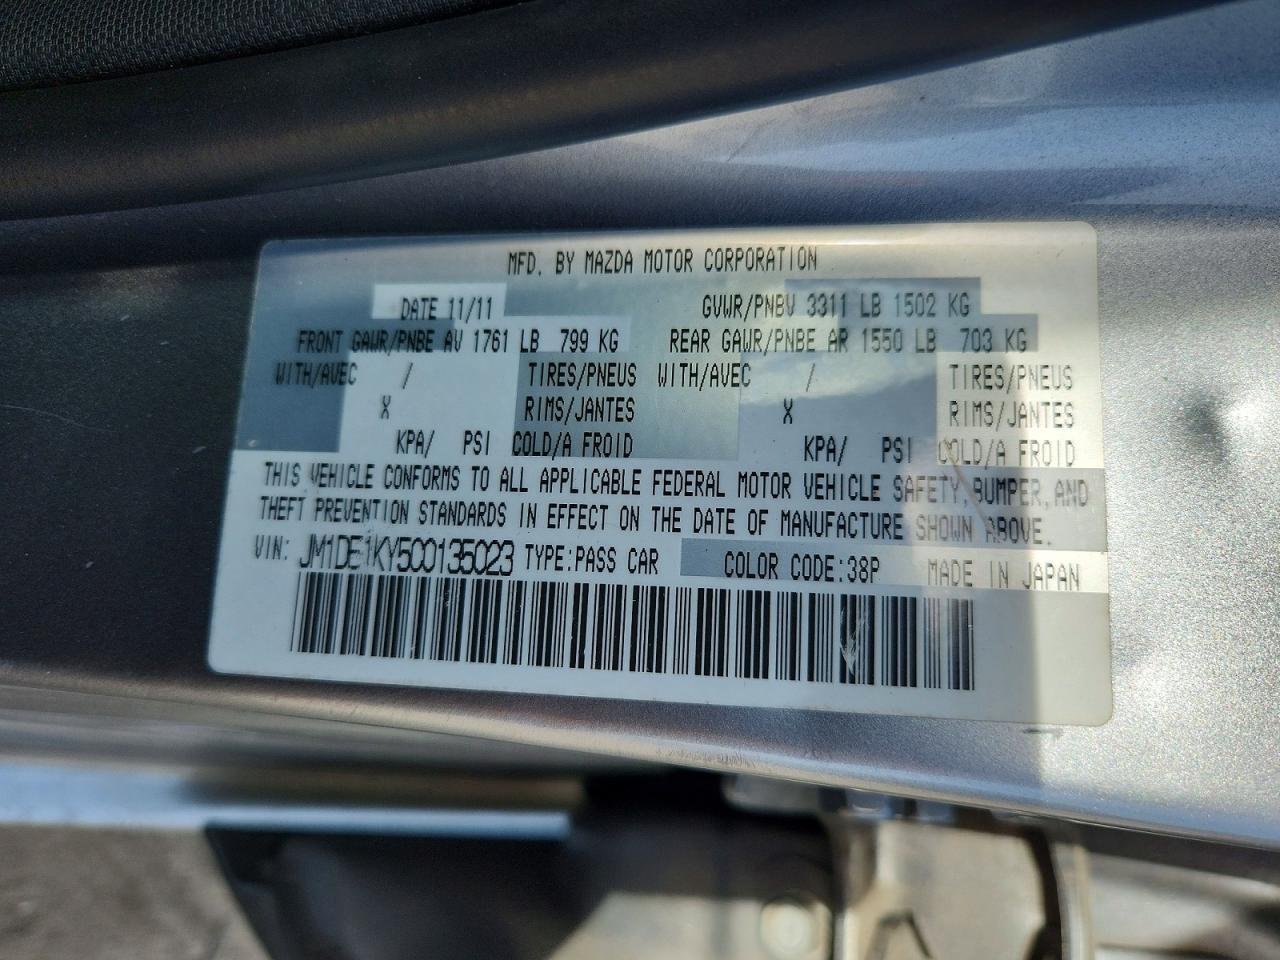 MFD. BY MAZDA MOTOR CORPORATION
DATE 11/11 GVWR/PNBV 3311 LB 1502 KG
FRONT GAWR/PNBE AV 1761 LB 799 KG REAR GAWR/PNBE AR 1550 LB 703 KG
WITH/AVEC / TIRES/PNEUS WITH/AVEC / TIRES/PNEUS
X RIMS/JANTES X RIMS/JANTES
KPA/ PSI COLD/A FROID KPA/ PSI COLD/A FROID
THIS VEHICLE CONFORMS TO ALL APPLICABLE FEDERAL MOTOR VEHICLE SAFETY, BUMPER, AND
THEFT PREVENTION STANDARDS IN EFFECT ON THE DATE OF MANUFACTURE SHOWN ABOVE.
VIN: JM1DE1KY5C0135023 TYPE:PASS CAR COLOR CODE:38P MADE IN JAPAN